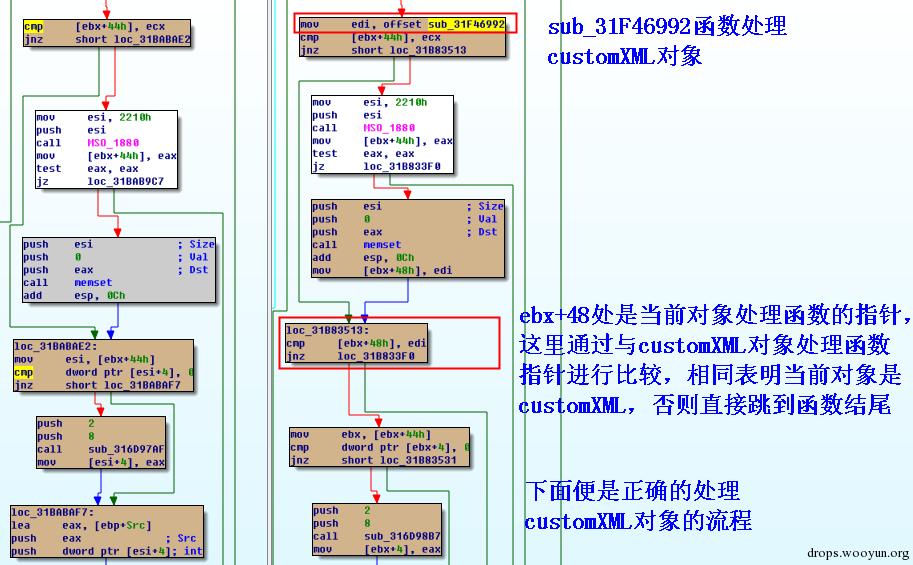 cmp [ebx+44h], ecx
jnz short loc_31BABAE2
mov esi, 2210h
push esi
call MSO_1880
mov [ebx+44h], eax
test eax, eax
jz loc_31BAB9C7
push esi ; Size
push 0 ; Val
push eax ; Dst
call memset
add esp, 0Ch
loc_31BABAE2:
mov esi, [ebx+44h]
cmp dword ptr [esi+4], 0
jnz short loc_31BABAF7
push 2
push 8
call sub_316D97AF
mov [esi+4], eax
loc_31BABAF7:
lea eax, [ebp+Src]
push eax ; Src
push dword ptr [esi+4]; int
mov edi, offset sub_31F46992
cmp [ebx+44h], ecx
jnz short loc_31B83513
mov esi, 2210h
push esi
call MSO_1880
mov [ebx+44h], eax
test eax, eax
jz loc_31B833F0
push esi ; Size
push 0 ; Val
push eax ; Dst
call memset
add esp, 0Ch
mov [ebx+48h], edi
loc_31B83513:
cmp [ebx+48h], edi
jnz loc_31B833F0
mov ebx, [ebx+44h]
cmp dword ptr [ebx+4], 0
jnz short loc_31B83531
push 2
push 8
call sub_316D98B7
mov [ebx+4], eax
sub_31F46992函数处理
customXML对象
ebx+48处是当前对象处理函数的指针，
这里通过与customXML对象处理函数
指针进行比较，相同表明当前对象是
customXML，否则直接跳到函数结尾
下面便是正确的处理
customXML对象的流程
drops.wooyun.org